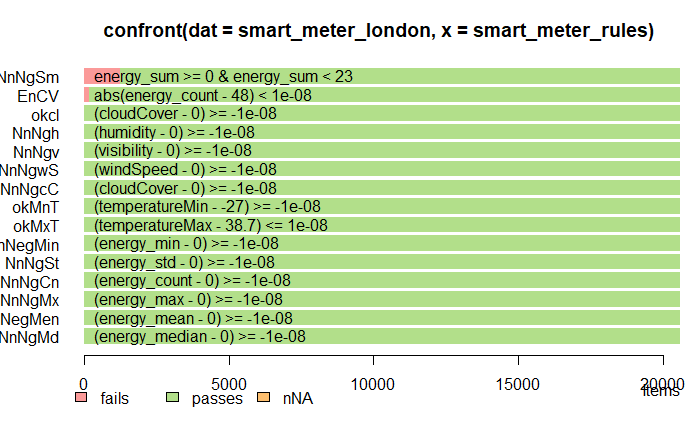 confront(dat = smart_meter_london, x = smart_meter_rules)
NnNgSm energy_sum >= 0 & energy_sum < 23
EnCV abs(energy_count - 48) < 1e-08
okcl (cloudCover - 0) >= -1e-08
NnNgh (humidity - 0) >= -1e-08
NnNgv (visibility - 0) >= -1e-08
NnNgwS (windSpeed - 0) >= -1e-08
NnNgcC (cloudCover - 0) >= -1e-08
okMnT (temperatureMin - -27) >= -1e-08
okMxT (temperatureMax - 38.7) <= 1e-08
nNegMin (energy_min - 0) >= -1e-08
NnNgSt (energy_std - 0) >= -1e-08
NnNgCn (energy_count - 0) >= -1e-08
NnNgMx (energy_max - 0) >= -1e-08
NegMen (energy_mean - 0) >= -1e-08
NnNgMd (energy_median - 0) >= -1e-08
0 5000 10000 15000 20000
Items
fails passes nNA